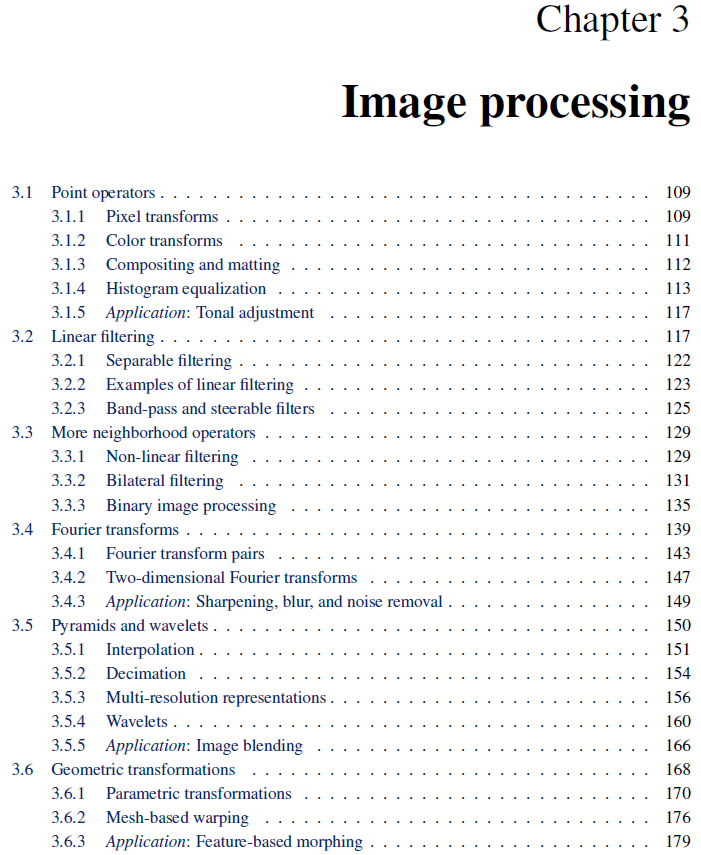 Chapter 3
Image processing
3.1 Point operators . . . . . . . . . . . . . . . . . . . . . . . . . . . . . . . . . . . . . . 109
3.1.1 Pixel transforms . . . . . . . . . . . . . . . . . . . . . . . . . . . . . . . . . 109
3.1.2 Color transforms . . . . . . . . . . . . . . . . . . . . . . . . . . . . . . . . 111
3.1.3 Compositing and matting . . . . . . . . . . . . . . . . . . . . . . . . . . . . 112
3.1.4 Histogram equalization . . . . . . . . . . . . . . . . . . . . . . . . . . . . . 113
3.1.5 Application: Tonal adjustment . . . . . . . . . . . . . . . . . . . . . . . . . 117
3.2 Linear filtering . . . . . . . . . . . . . . . . . . . . . . . . . . . . . . . . . . . . . . 117
3.2.1 Separable filtering . . . . . . . . . . . . . . . . . . . . . . . . . . . . . . . . 122
3.2.2 Examples of linear filtering . . . . . . . . . . . . . . . . . . . . . . . . . . . 123
3.2.3 Band-pass and steerable filters . . . . . . . . . . . . . . . . . . . . . . . . . 125
3.3 More neighborhood operators . . . . . . . . . . . . . . . . . . . . . . . . . . . . . . 129
3.3.1 Non-linear filtering . . . . . . . . . . . . . . . . . . . . . . . . . . . . . . . 129
3.3.2 Bilateral filtering . . . . . . . . . . . . . . . . . . . . . . . . . . . . . . . . 131
3.3.3 Binary image processing . . . . . . . . . . . . . . . . . . . . . . . . . . . . 135
3.4 Fourier transforms . . . . . . . . . . . . . . . . . . . . . . . . . . . . . . . . . . . . 139
3.4.1 Fourier transform pairs . . . . . . . . . . . . . . . . . . . . . . . . . . . . . 143
3.4.2 Two-dimensional Fourier transforms . . . . . . . . . . . . . . . . . . . . . . 147
3.4.3 Application: Sharpening, blur, and noise removal . . . . . . . . . . . . . . . . 149
3.5 Pyramids and wavelets . . . . . . . . . . . . . . . . . . . . . . . . . . . . . . . . . . 150
3.5.1 Interpolation . . . . . . . . . . . . . . . . . . . . . . . . . . . . . . . . . . . 151
3.5.2 Decimation . . . . . . . . . . . . . . . . . . . . . . . . . . . . . . . . . . . 154
3.5.3 Multi-resolution representations . . . . . . . . . . . . . . . . . . . . . . . . . 156
3.5.4 Wavelets . . . . . . . . . . . . . . . . . . . . . . . . . . . . . . . . . . . . . 160
3.5.5 Application: Image blending . . . . . . . . . . . . . . . . . . . . . . . . . . 166
3.6 Geometric transformations . . . . . . . . . . . . . . . . . . . . . . . . . . . . . . . 168
3.6.1 Parametric transformations . . . . . . . . . . . . . . . . . . . . . . . . . . . 170
3.6.2 Mesh-based warping . . . . . . . . . . . . . . . . . . . . . . . . . . . . . . 176
3.6.3 Application: Feature-based morphing . . . . . . . . . . . . . . . . . . . . . . 179